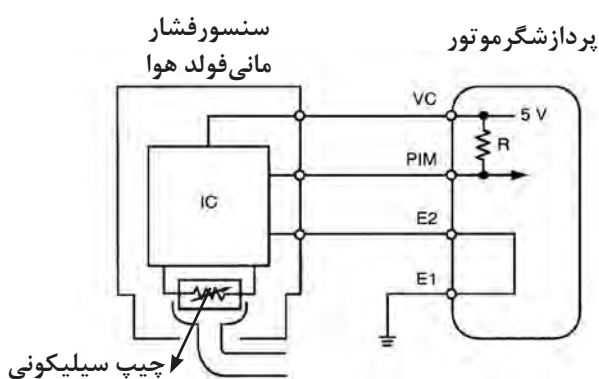 سنسورفشار
مانی‌فولد هوا
پردازشگرموتور
VC
5 V
R
PIM
IC
E2
E1
چیپ سیلیکونی